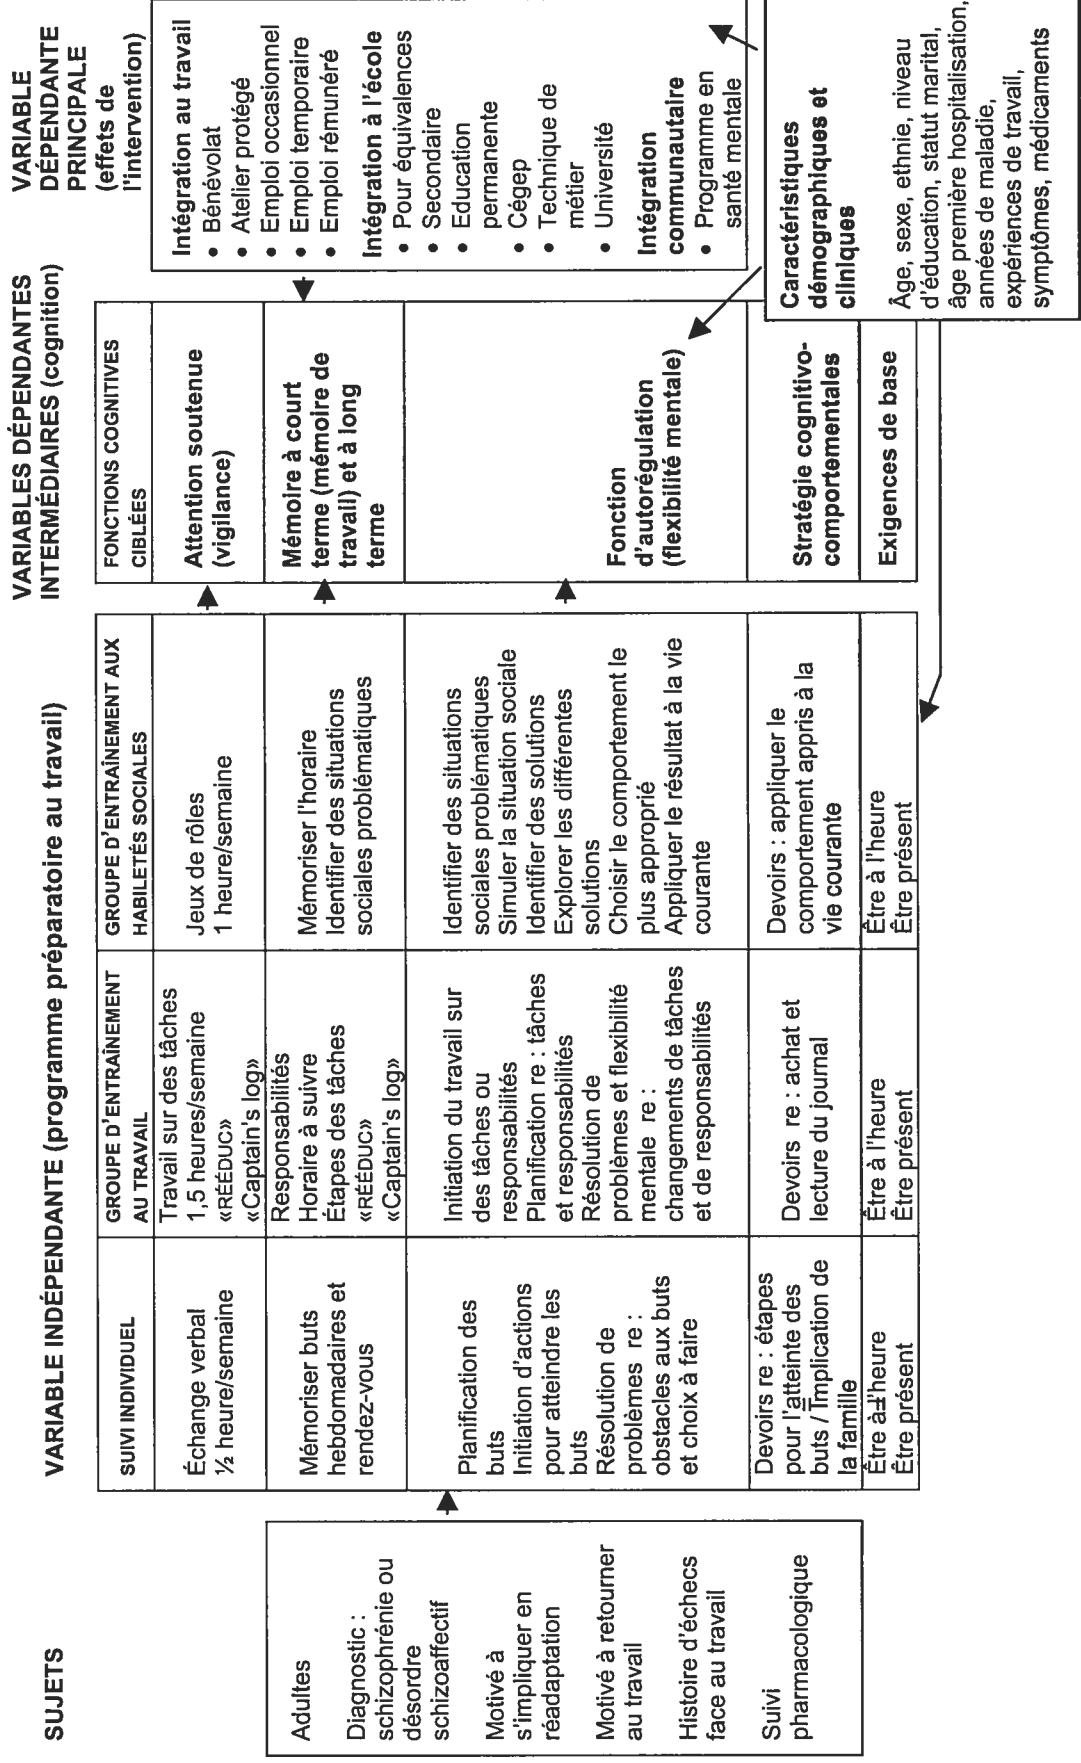 SUJETS
Adultes
Diagnostic :
schizophrénie ou
désordre
schizoaffectif
Motivé à
s'impliquer en
réadaptation
Motivé à retourner
au travail
Histoire d'échecs
face au travail
Suivi
pharmacologique
VARIABLE INDÉPENDANTE (programme préparatoire au travail)
SUIVI INDIVIDUEL
Échange verbal
½ heure/semaine
Mémoriser buts
hebdomadaires et
rendez-vous
Planification des
buts
Initiation d'actions
pour atteindre les
buts
Résolution de
problèmes re :
obstacles aux buts
et choix à faire
Devoirs re : étapes
pour l'atteinte des
buts / Implication de
la famille
Être à l'heure
Être présent
GROUPE D'ENTRAÎNEMENT
AU TRAVAIL
Travail sur des tâches
1,5 heures/semaine
«RÉÉDUC»
«Captain's log»
Responsabilités
Horaire à suivre
Étapes des tâches
«RÉÉDUC»
«Captain's log»
Initiation du travail sur
des tâches ou
responsabilités
Planification re : tâches
et responsabilités
Résolution de
problèmes et flexibilité
mentale re :
changements de tâches
et de responsabilités
Devoirs re : achat et
lecture du journal
Être à l'heure
Être présent
GROUPE D'ENTRAÎNEMENT AUX
HABILETÉS SOCIALES
Jeux de rôles
1 heure/semaine
Mémoriser l'horaire
Identifier des situations
sociales problématiques
Identifier des situations
sociales problématiques
Simuler la situation sociale
Identifier des solutions
Explorer les différentes
solutions
Choisir le comportement le
plus approprié
Appliquer le résultat à la vie
courante
Devoirs : appliquer le
comportement appris à la
vie courante
Être à l'heure
Être présent
VARIABLES DÉPENDANTES
INTERMÉDIAIRES (cognition)
FONCTIONS COGNITIVES
CIBLÉES
Attention soutenue
(vigilance)
Mémoire à court
terme (mémoire de
travail) et à long
terme
Fonction
d'autorégulation
(flexibilité mentale)
Stratégie cognitivo-
comportementales
Exigences de base
VARIABLE
DÉPENDANTE
PRINCIPALE
(effets de
l'intervention)
Intégration au travail
• Bénévolat
• Atelier protégé
• Emploi occasionnel
• Emploi temporaire
• Emploi rémunéré
Intégration à l'école
• Pour équivalences
• Secondaire
• Education
permanente
• Cégep
• Technique de
métier
• Université
Intégration
communautaire
• Programme en
santé mentale
Caractéristiques
démographiques et
cliniques
Âge, sexe, ethnie, niveau
d'éducation, statut marital,
âge première hospitalisation,
années de maladie,
expériences de travail,
symptômes, médicaments